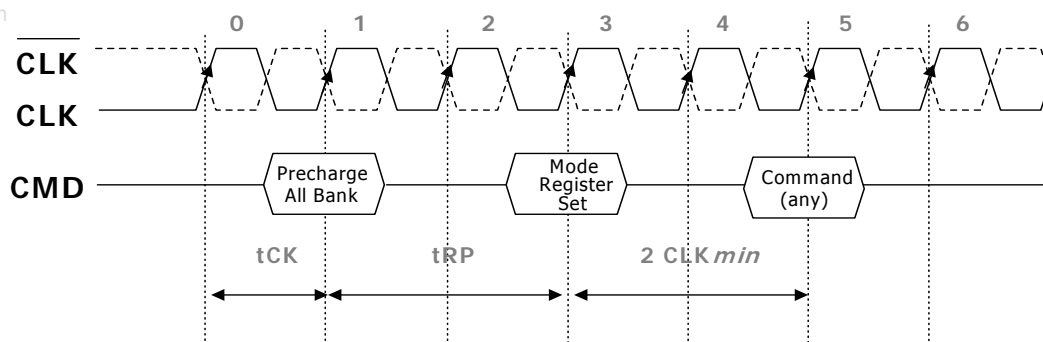 n
0 1 2 3 4 5 6
CLK
CLK
CMD
Precharge
All Bank
Mode
Register
Set
Command
(any)
tCK
tRP
2 CLK min